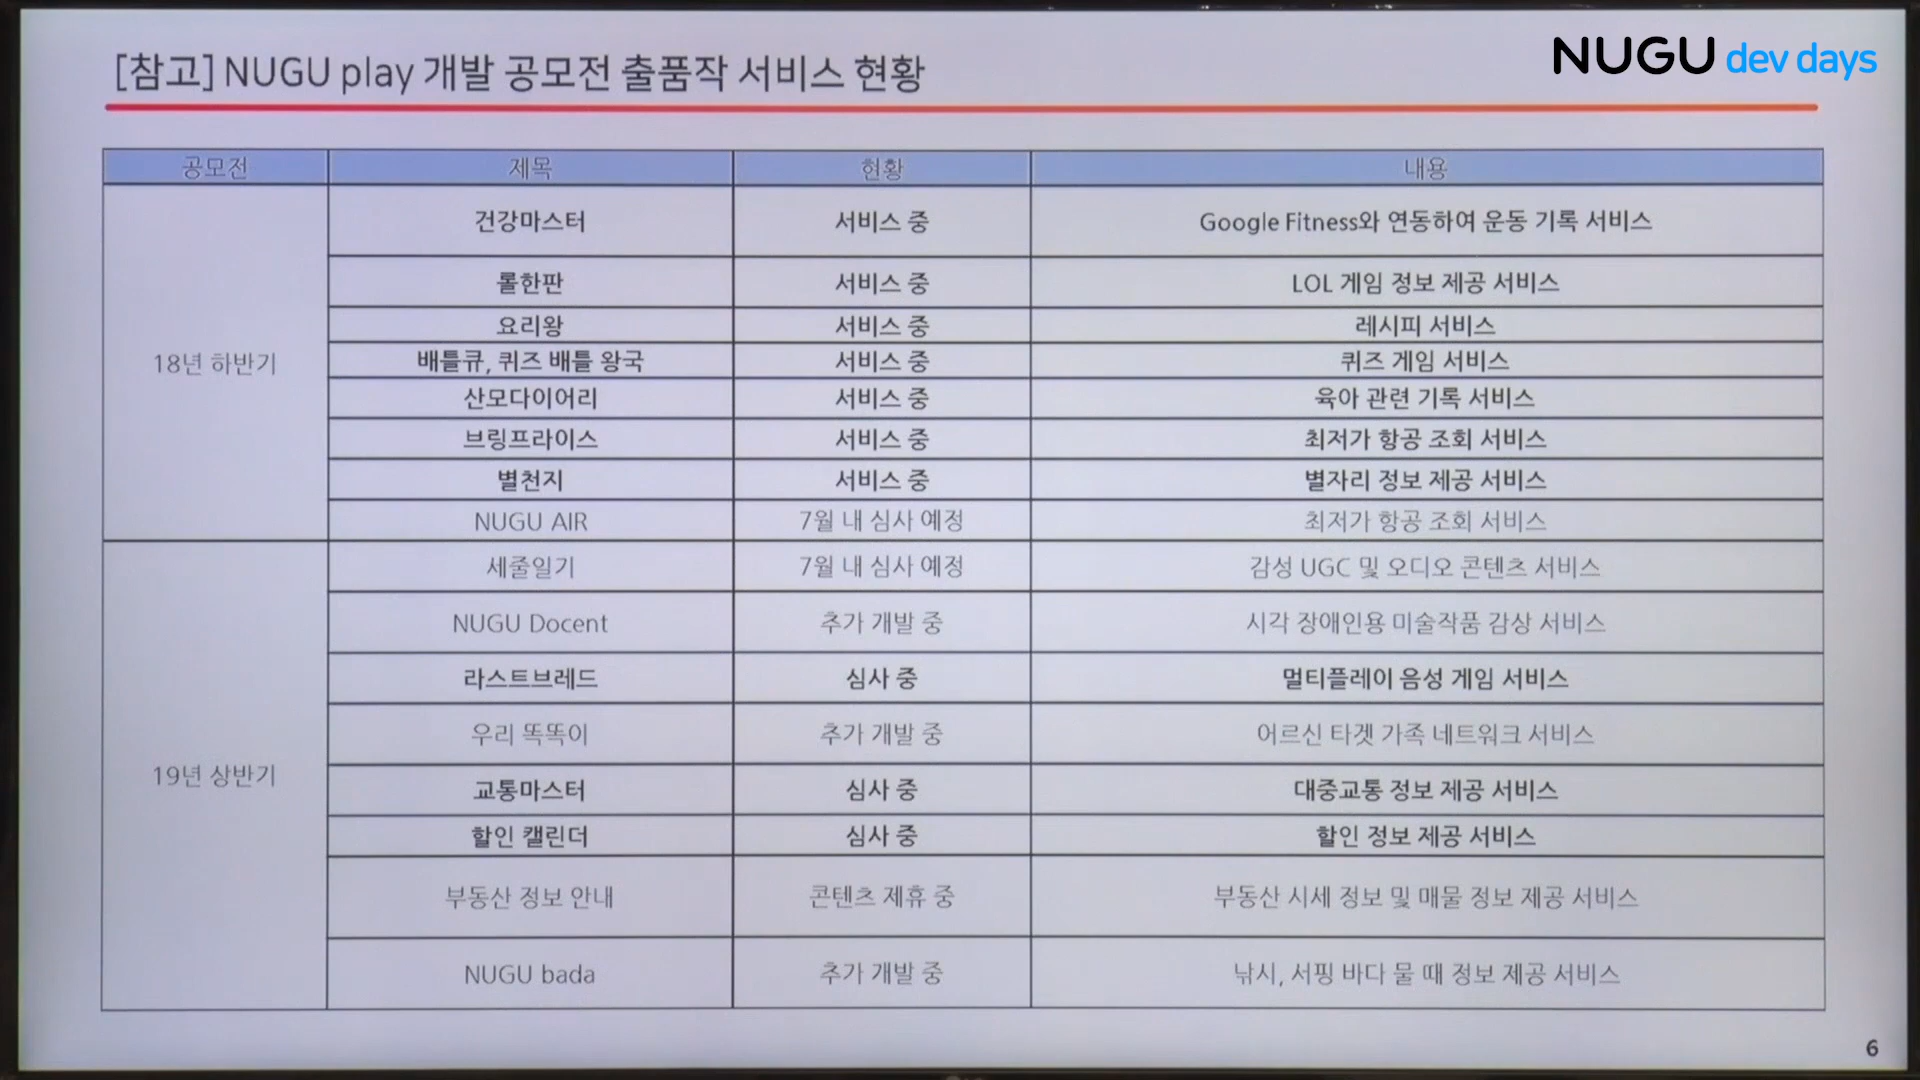 [참고] NUGU play 개발 공모전 출품작 서비스 현황
NUGU dev days
공모전 제목 현황 내용
18년 하반기
건강마스터 서비스 중 Google Fitness와 연동하여 운동 기록 서비스
롤한판 서비스 중 LOL 게임 정보 제공 서비스
요리왕 서비스 중 레시피 서비스
배틀큐, 퀴즈 배틀 왕국 서비스 중 퀴즈 게임 서비스
산모다이어리 서비스 중 육아 관련 기록 서비스
브링프라이스 서비스 중 최저가 항공 조회 서비스
별천지 서비스 중 별자리 정보 제공 서비스
NUGU AIR 7월 내 심사 예정 최저가 항공 조회 서비스
19년 상반기
세줄일기 7월 내 심사 예정 감성 UGC 및 오디오 콘텐츠 서비스
NUGU Docent 추가 개발 중 시각 장애인용 미술작품 감상 서비스
라스트브레드 심사 중 멀티플레이 음성 게임 서비스
우리 똑똑이 추가 개발 중 어르신 타겟 가족 네트워크 서비스
교통마스터 심사 중 대중교통 정보 제공 서비스
할인 캘린더 심사 중 할인 정보 제공 서비스
부동산 정보 안내 콘텐츠 제휴 중 부동산 시세 정보 및 매물 정보 제공 서비스
NUGU bada 추가 개발 중 낚시, 서핑 바다 물 때 정보 제공 서비스
6